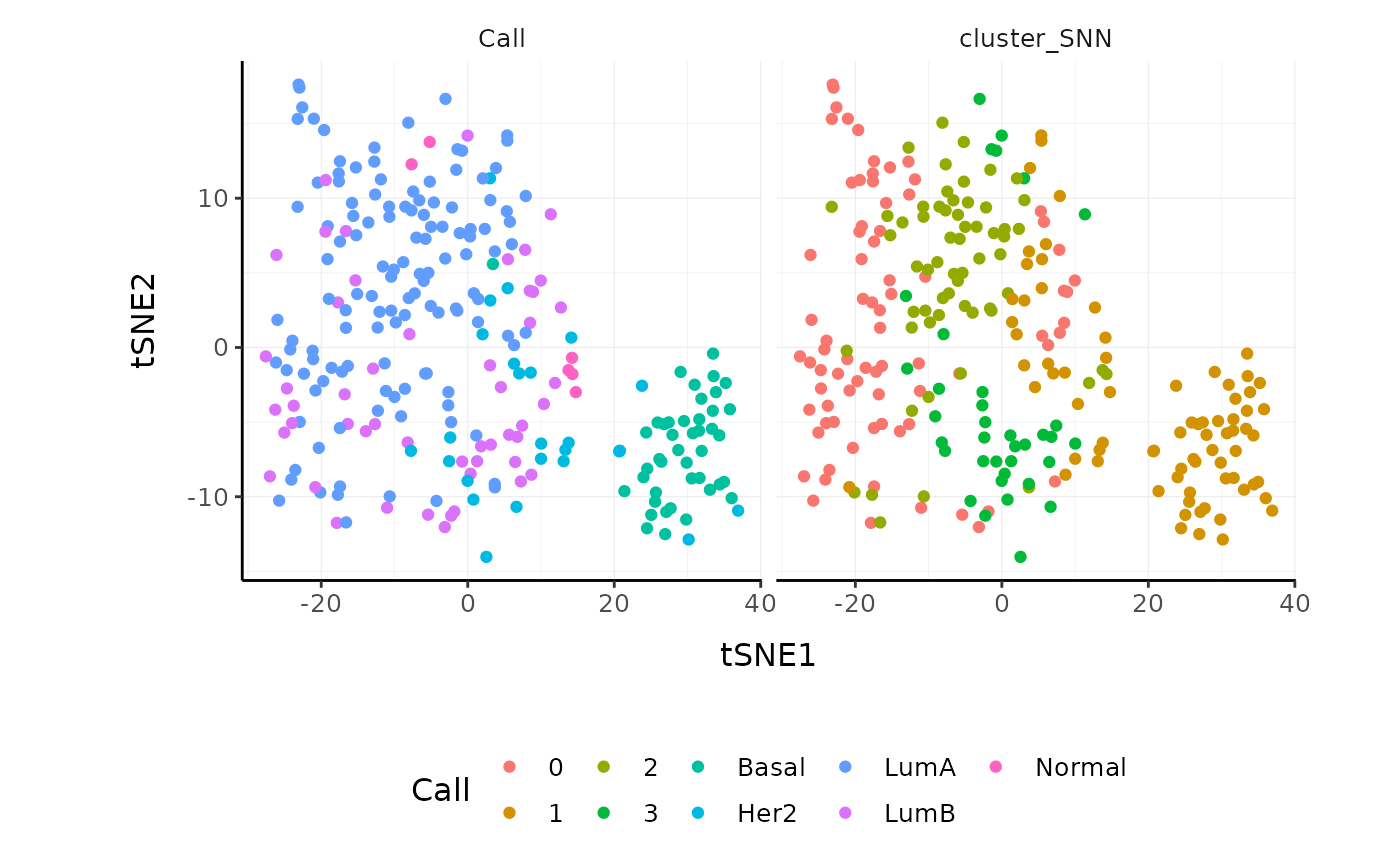 Call cluster_SNN
10
0
-10
tSNE2
-20 0 20 40 -20 0 20 40
tSNE1
Call
0 2 Basal LumA Normal
1 3 Her2 LumB